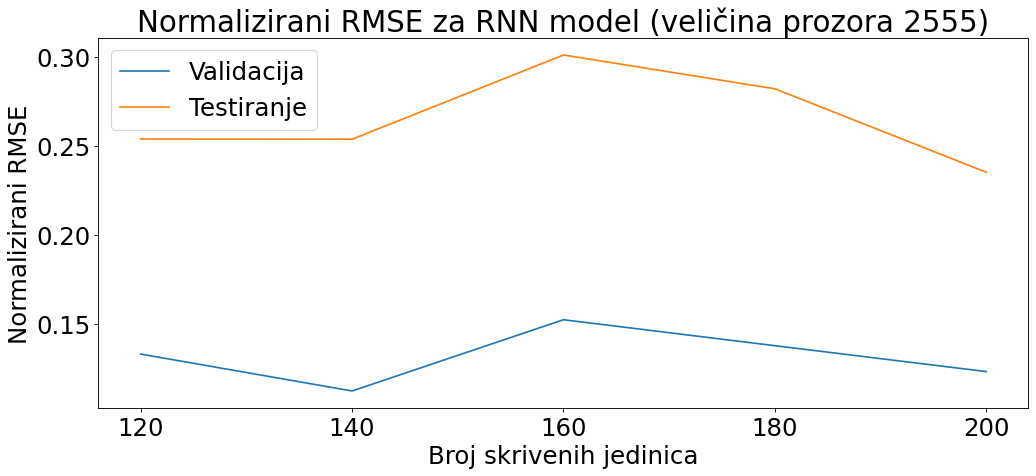 Normalizirani RMSE za RNN model (veličina prozora 2555)
Validacija
Testiranje
Normalizirani RMSE
0.30
0.25
0.20
0.15
120 140 160 180 200
Broj skrivenih jedinica